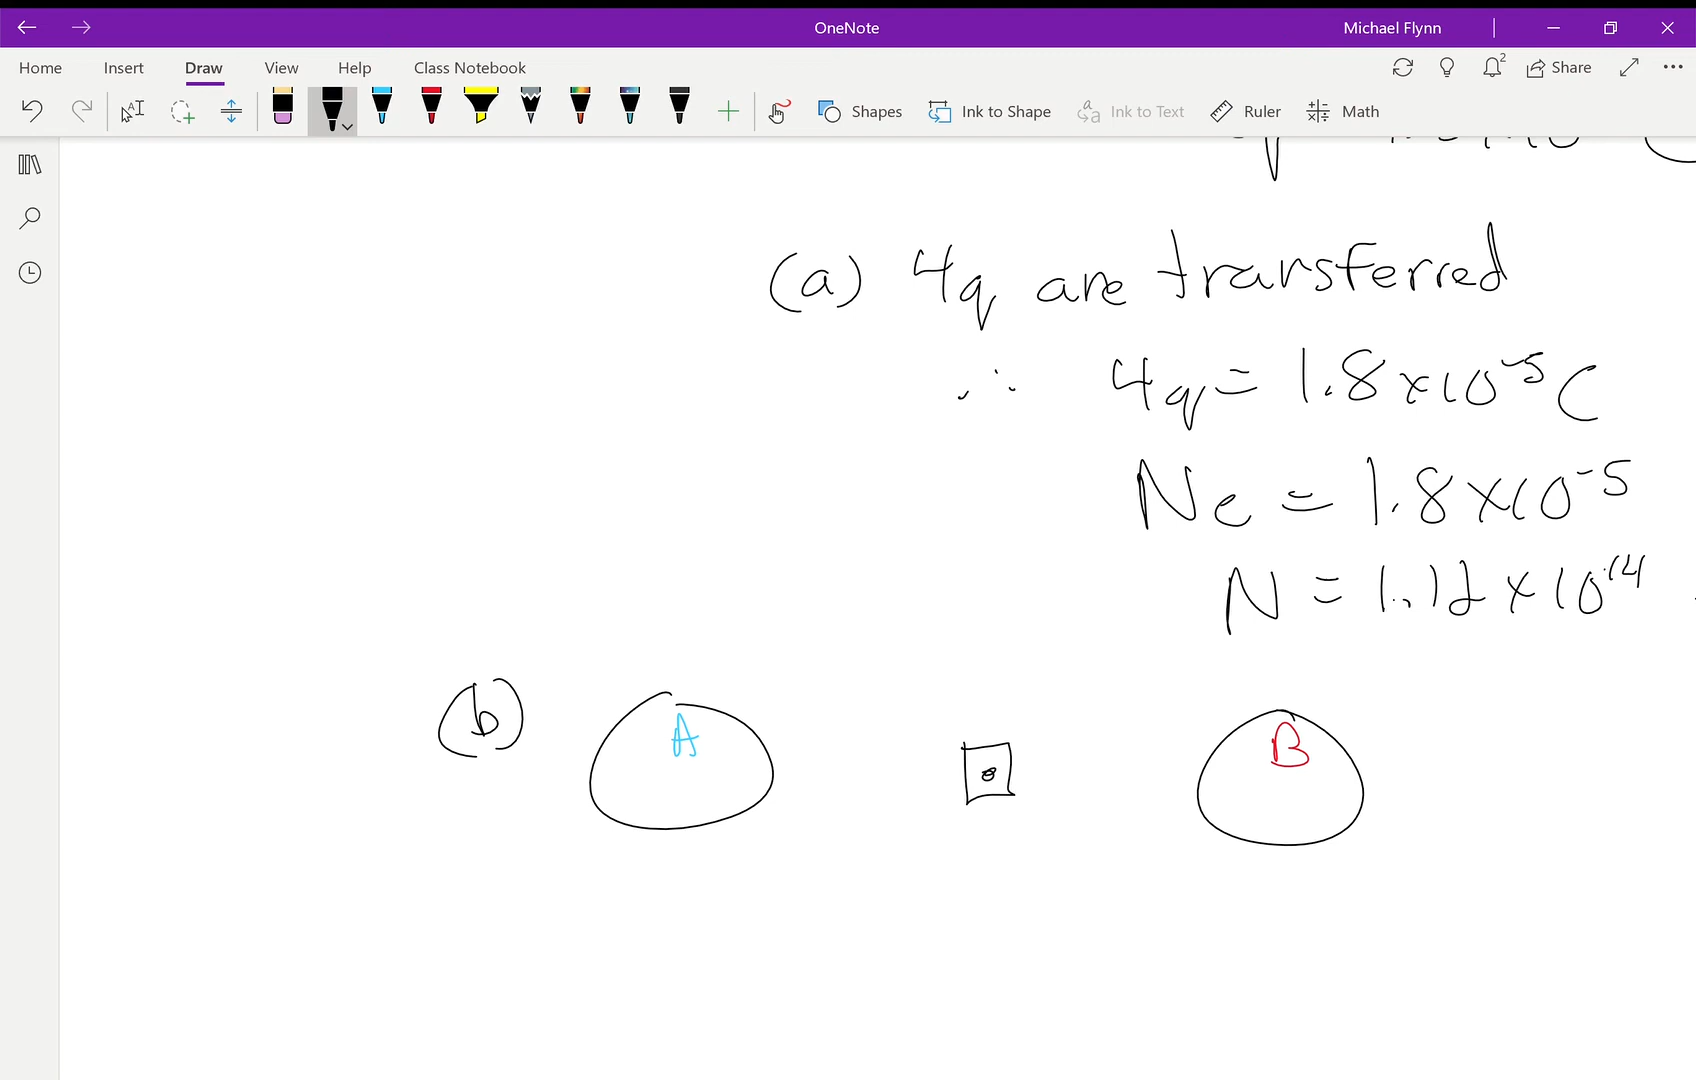 OneNote
Michael Flynn
Home Insert Draw View Help Class Notebook
2 Share
Shapes Ink to Shape Ink to Text Ruler Math
(a) 4q are transferred
∴ 4q = 1.8×10⁻⁵ C
Ne = 1.8×10⁻⁵
N = 1.12×10¹⁴
(b) A B